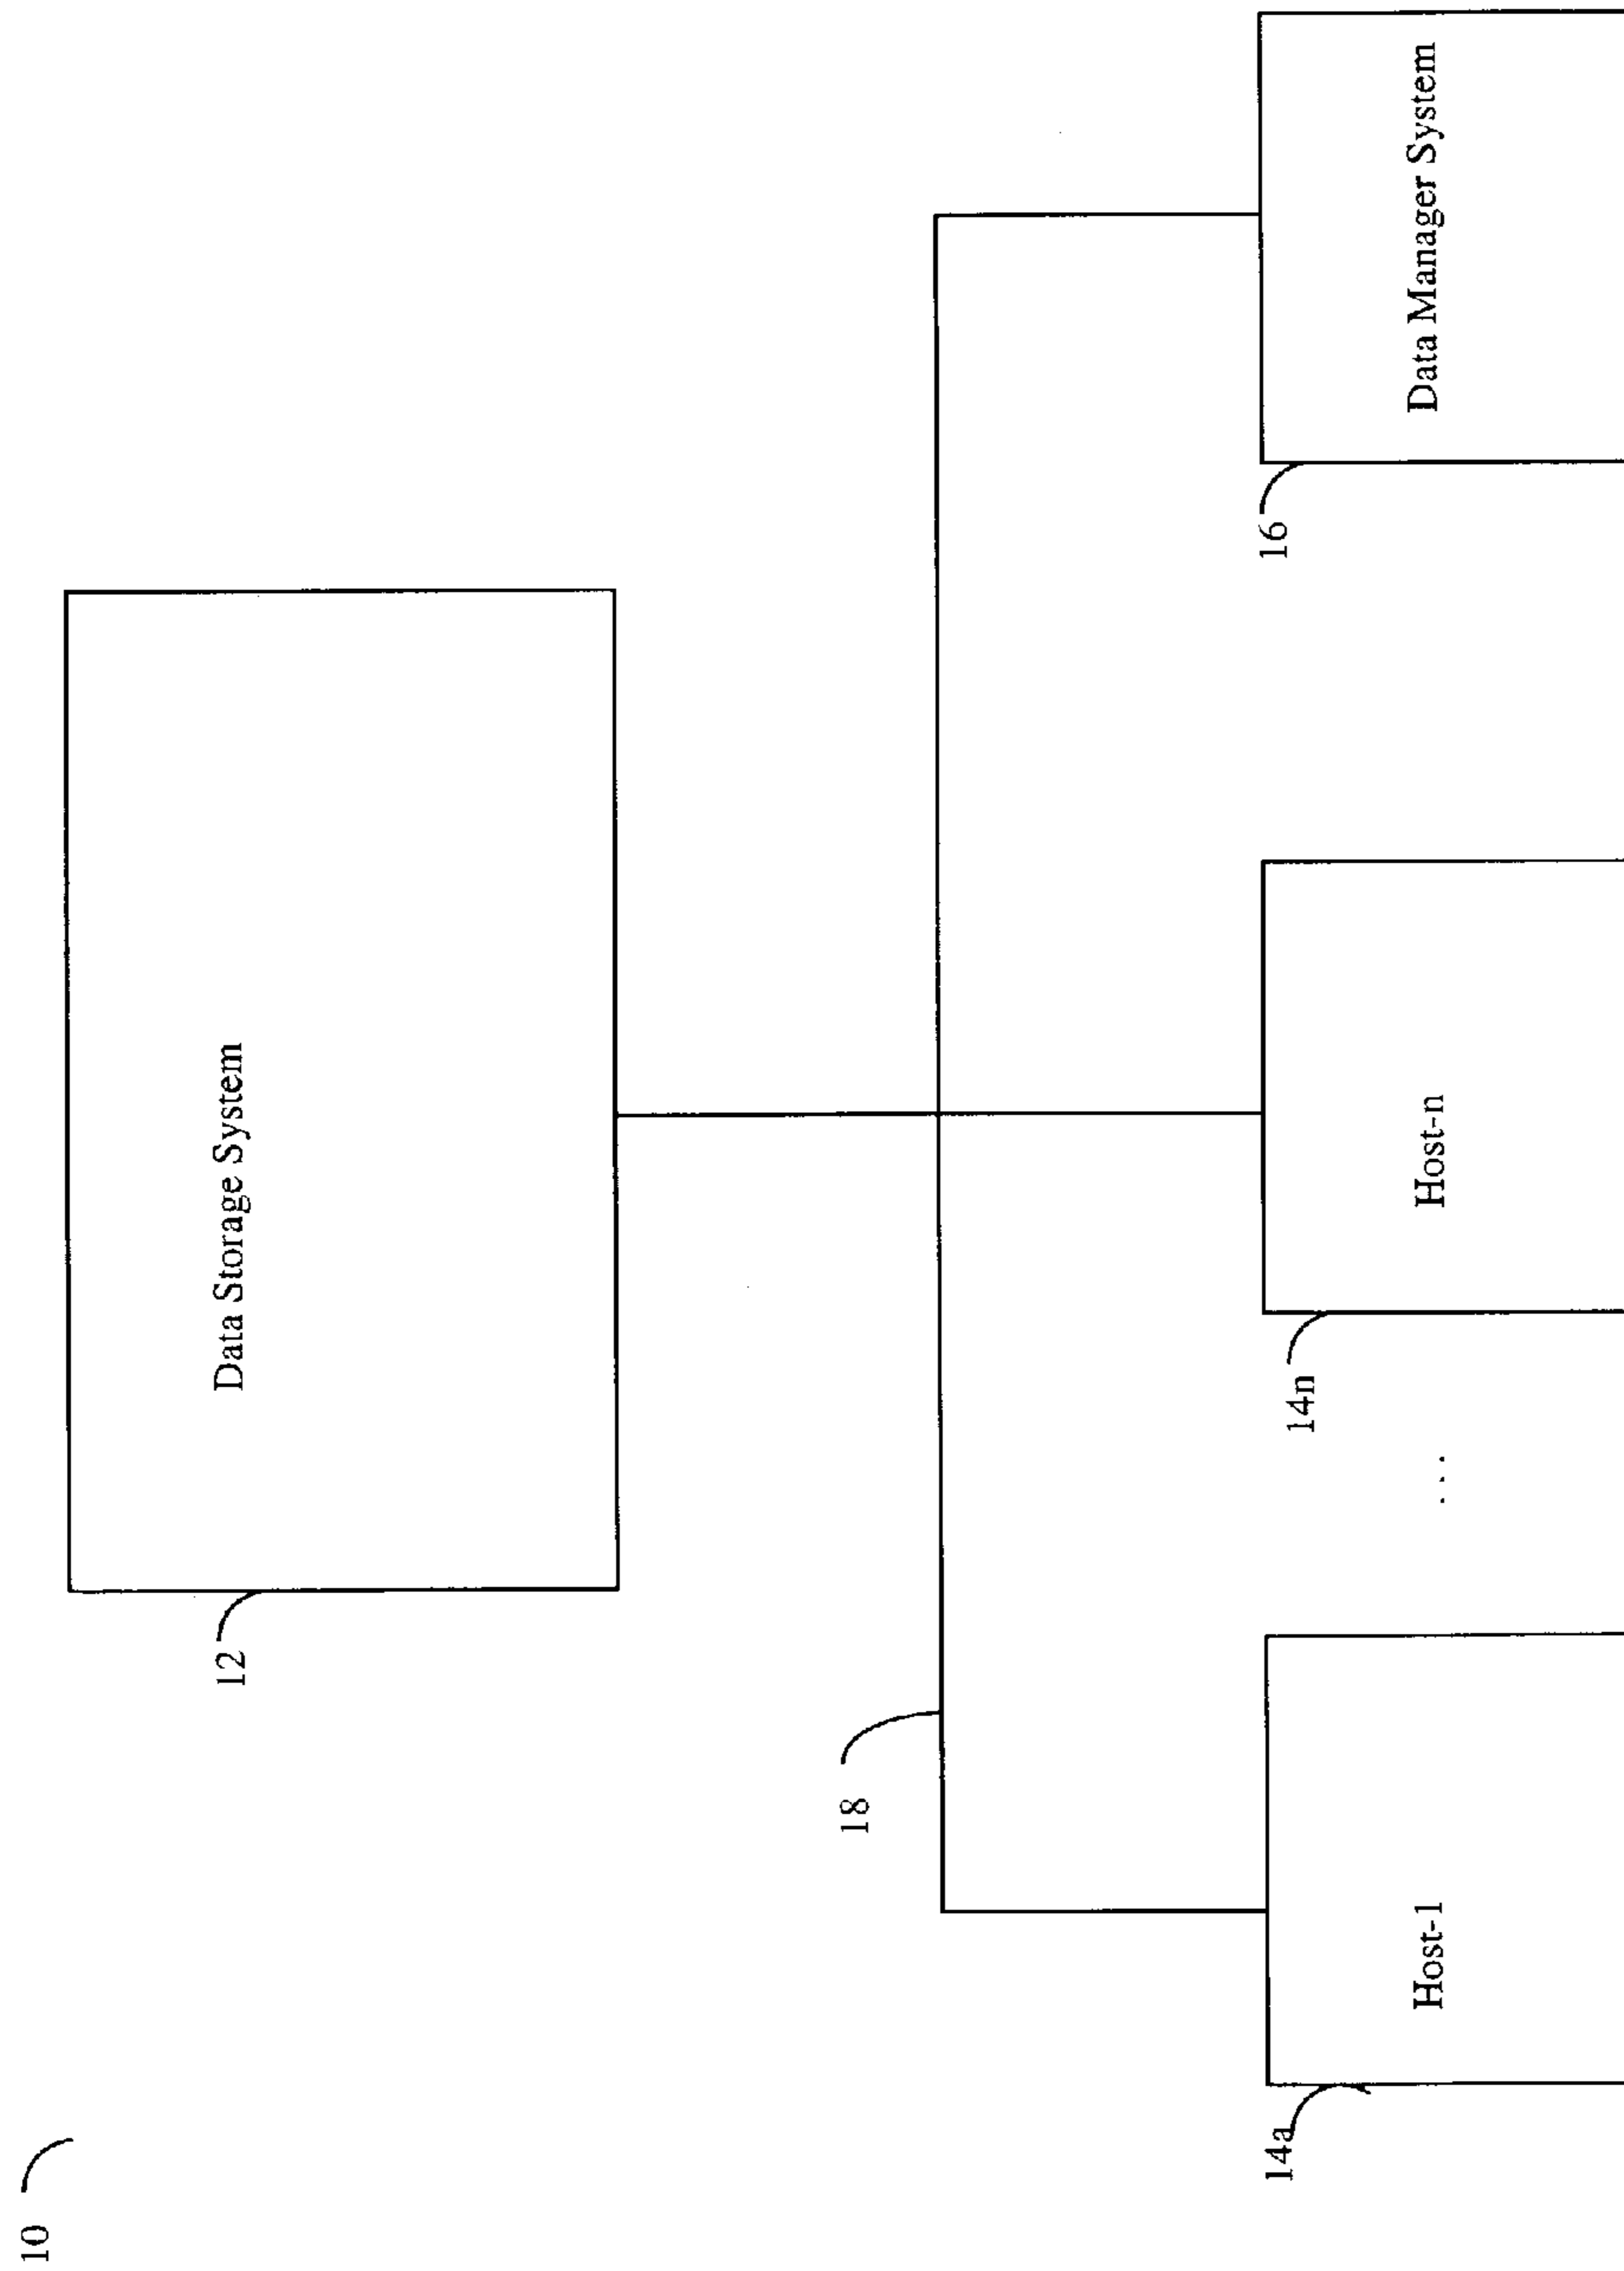 10
12
Data Storage System
18
14a
Host-1
...
14n
Host-n
16
Data Manager System